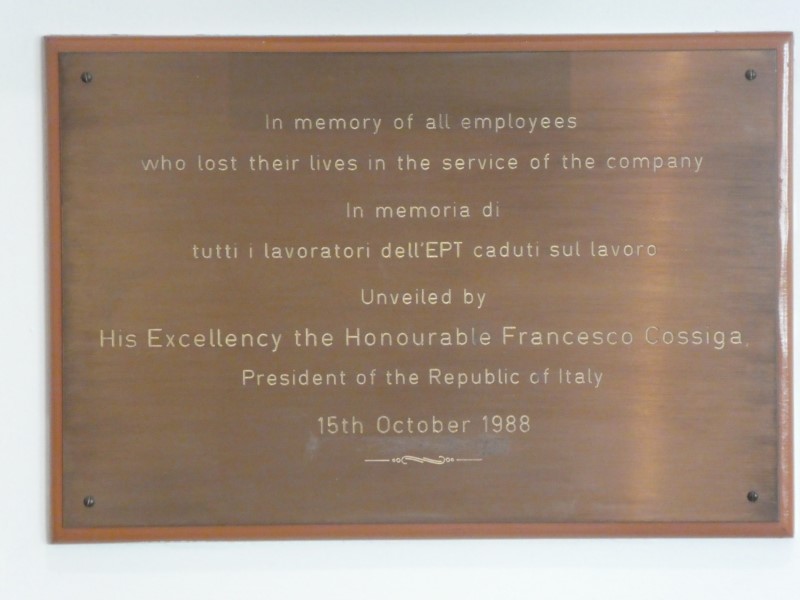 In memory of all employees
who lost their lives in the service of the company
In memoria di
tutti i lavoratori dell'EPT caduti sul lavoro
Unveiled by
His Excellency the Honourable Francesco Cossiga,
President of the Republic of Italy
15th October 1988